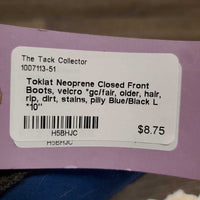 The Tack Collector
1007113-51
Toklat Neoprene Closed Front
Boots, velcro *gc/fair, older, hair,
rip, dirt, stains, pilly Blue/Black L
*10"
H5BHJC
$8.75
H5BHJC